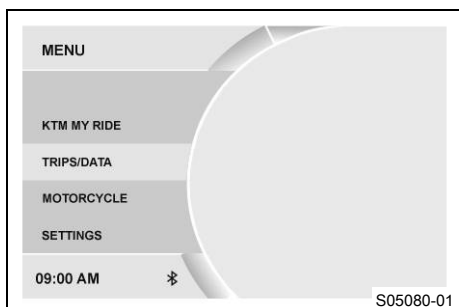 MENU
KTM MY RIDE
TRIPS/DATA
MOTORCYCLE
SETTINGS
09:00 AM
S05080-01